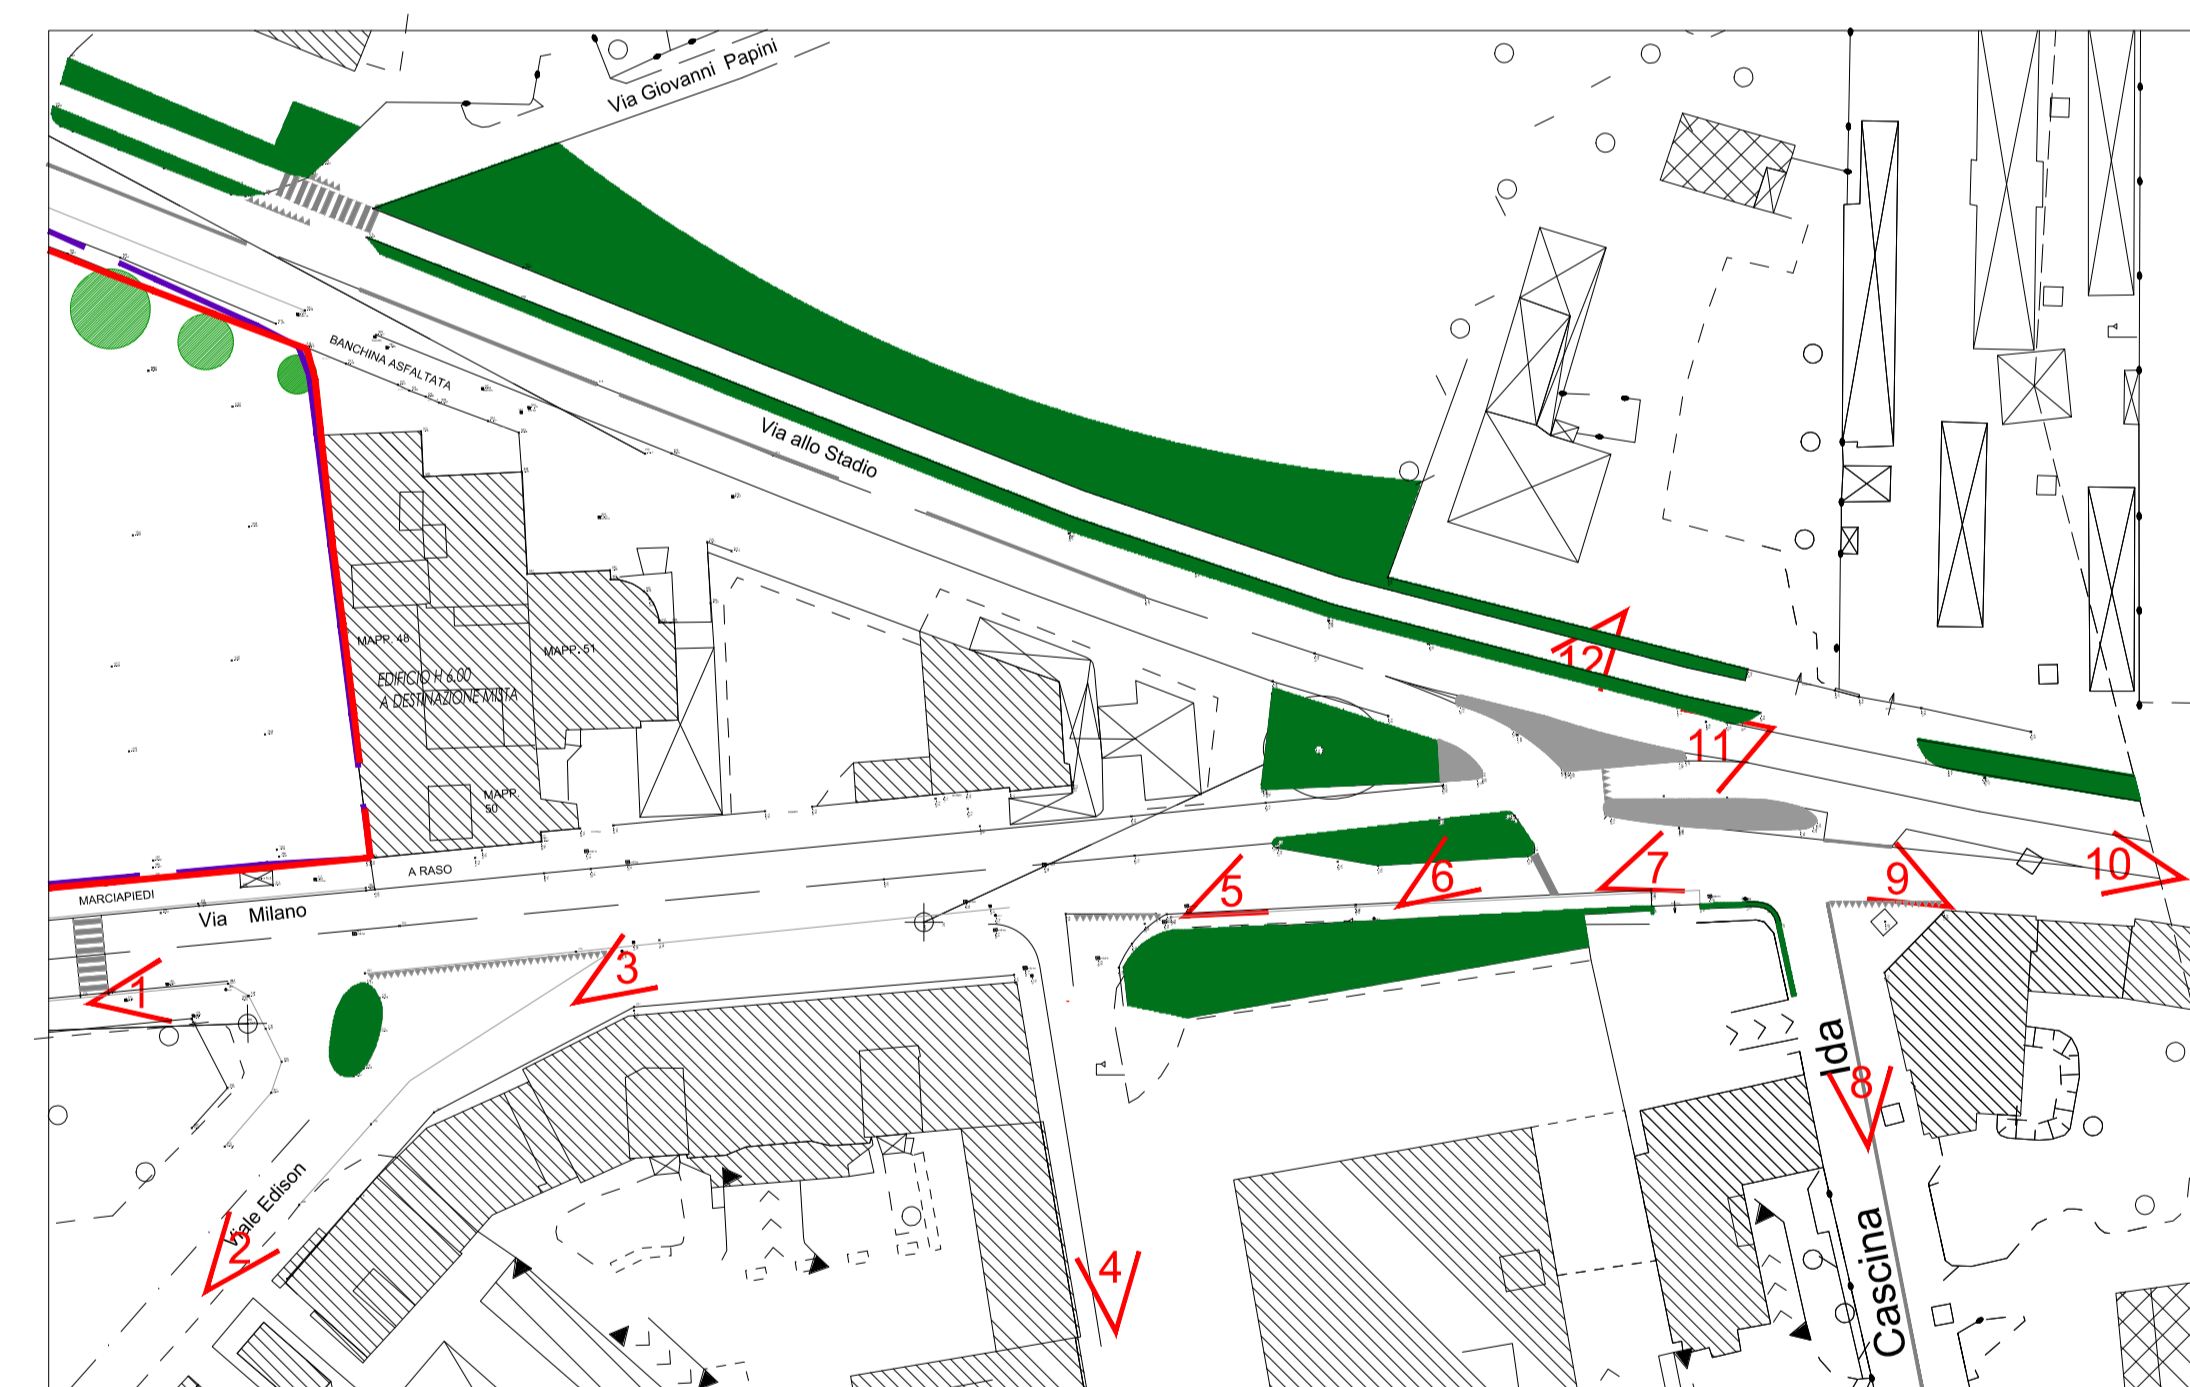 Via Giovanni Papini
BANCHINA ASFALTATA
Via allo Stadio
MAPP. 48
MAPP. 51
EDIFICIO H 6.00
A DESTINAZIONE MISTA
MAPP.
50
12
11
A RASO
MARCIAPIEDI
Via Milano
5
6
7
9
10
3
1
Ida
8
Viale Edison
2
4
Cascina